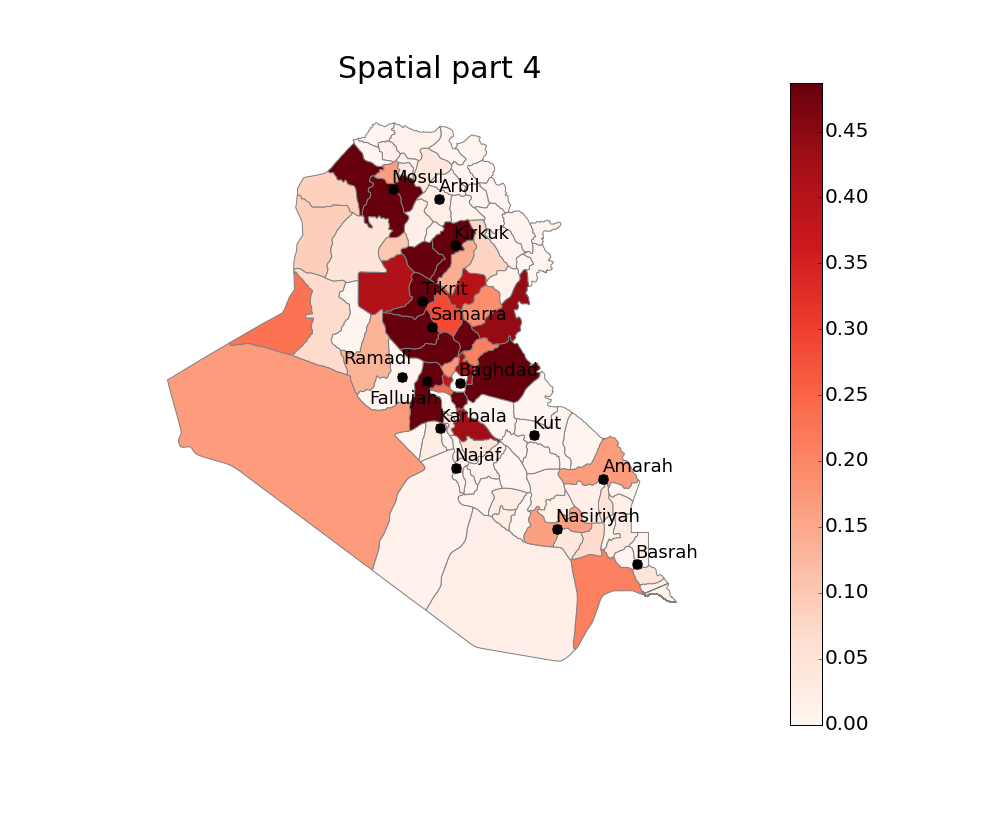 Spatial part 4
Mosul
Arbil
Kirkuk
Tikrit
Samarra
Ramadi
Baghdad
Fallujah
Karbala
Kut
Najaf
Amarah
Nasiriyah
Basrah
0.45
0.40
0.35
0.30
0.25
0.20
0.15
0.10
0.05
0.00